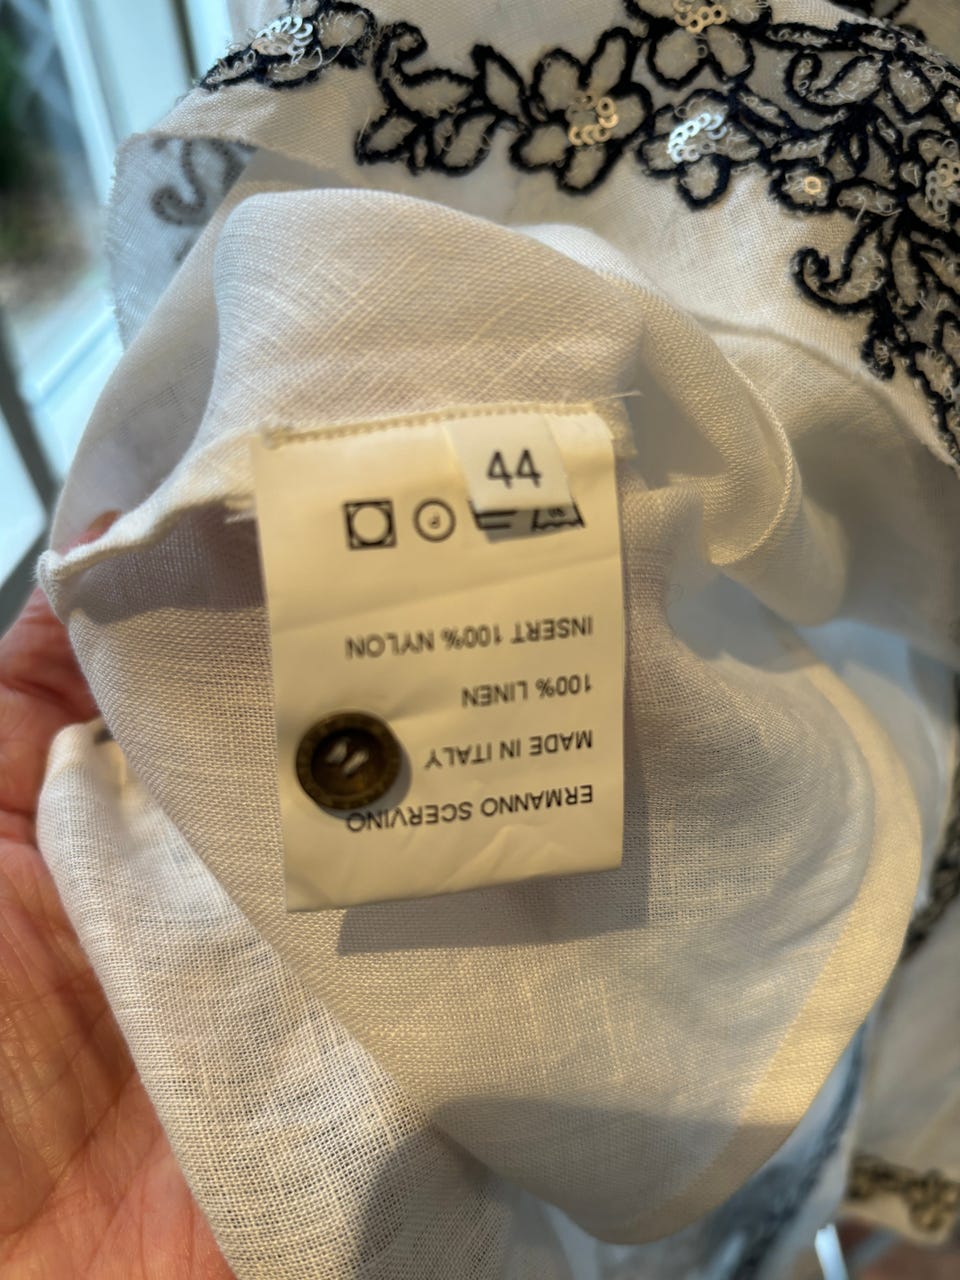 44
ERMANNO SCERVINO
MADE IN ITALY
100% LINEN
INSERT 100% NYLON
P